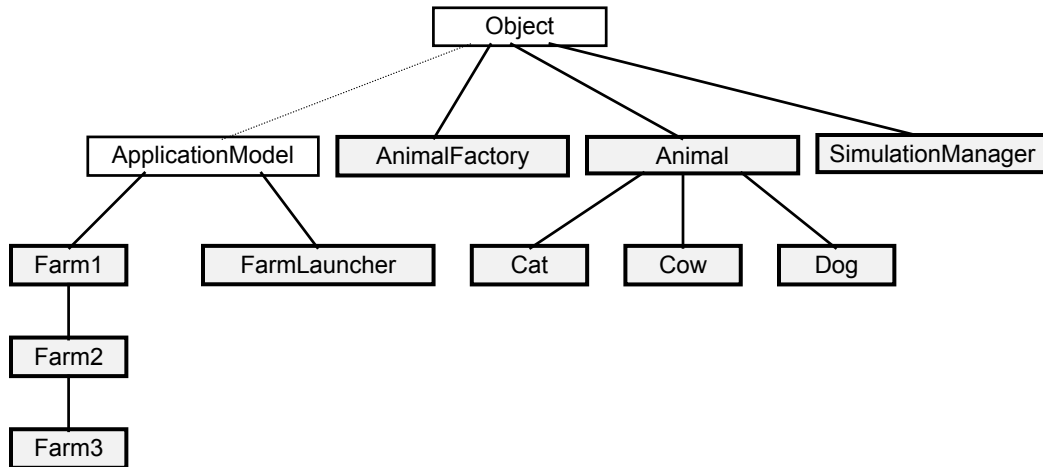 Object
ApplicationModel
AnimalFactory
Animal
SimulationManager
Farm1
FarmLauncher
Cat
Cow
Dog
Farm2
Farm3